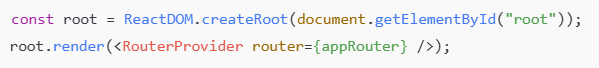 const root = ReactDOM.createRoot(document.getElementById("root"));
root.render(<RouterProvider router={appRouter} />);